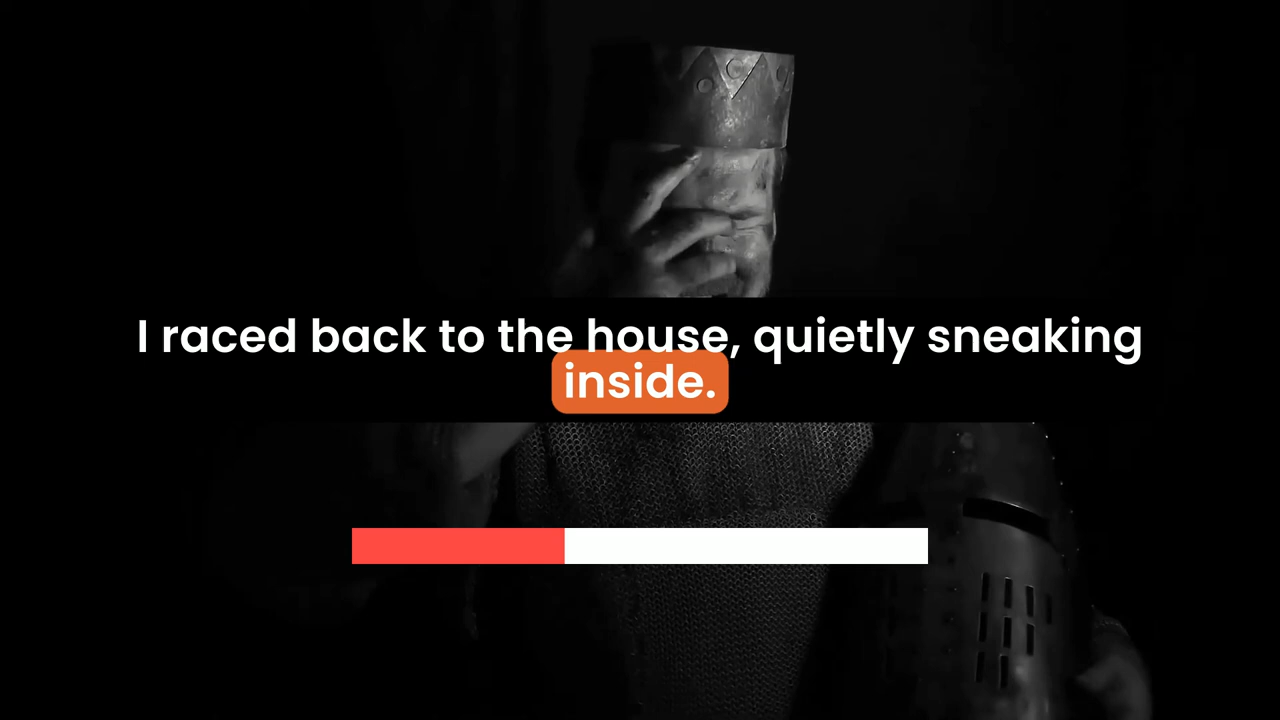 I raced back to the house, quietly sneaking
inside.